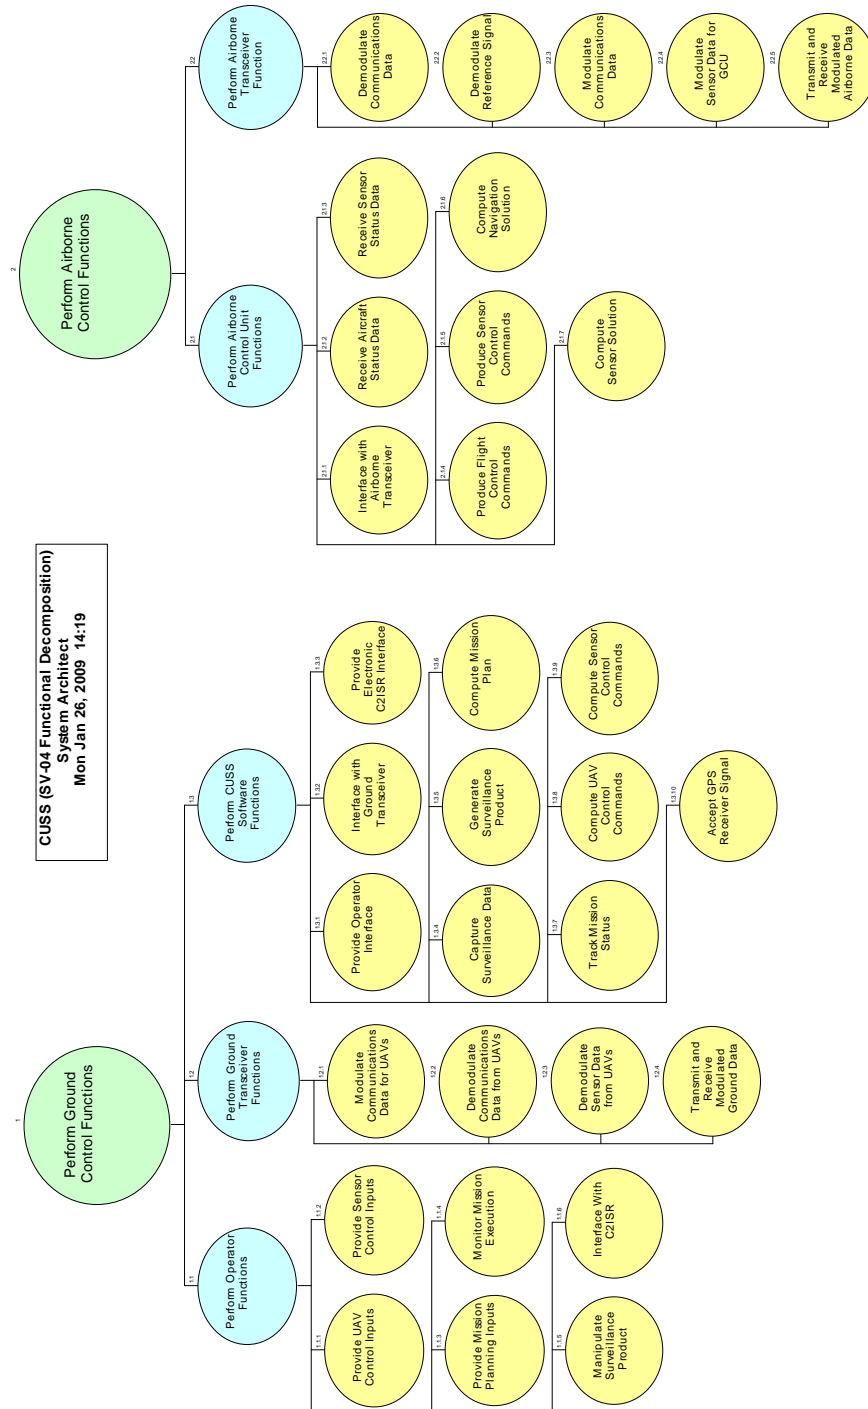 CUSS (SV-04 Functional Decomposition)
System Architect
Mon Jan 26, 2009  14:19
1
Perform Ground
Control Functions
1.1
Perform Operator
Functions
1.1.1
Provide UAV
Control Inputs
1.1.2
Provide Sensor
Control Inputs
1.1.3
Provide Mission
Planning Inputs
1.1.4
Monitor Mission
Execution
1.1.5
Manipulate
Surveillance
Product
1.1.6
Interface With
C2ISR
1.2
Perform Ground
Transceiver
Functions
1.2.1
Modulate
Communications
Data for UAVs
1.2.2
Demodulate
Communications
Data from UAVs
1.2.3
Demodulate
Sensor Data
from UAVs
1.2.4
Transmit and
Receive
Modulated
Ground Data
1.3
Perform CUSS
Software
Functions
1.3.1
Provide Operator
Interface
1.3.2
Interface with
Ground
Transceiver
1.3.3
Provide
Electronic
C2ISR Interface
1.3.4
Capture
Surveillance Data
1.3.5
Generate
Surveillance
Product
1.3.6
Compute Mission
Plan
1.3.7
Track Mission
Status
1.3.8
Compute UAV
Control
Commands
1.3.9
Compute Sensor
Control
Commands
1.3.10
Accept GPS
Receiver Signal
2
Perform Airborne
Control Functions
2.1
Perform Airborne
Control Unit
Functions
2.1.1
Interface with
Airborne
Transceiver
2.1.2
Receive Aircraft
Status Data
2.1.3
Receive Sensor
Status Data
2.1.4
Produce Flight
Control
Commands
2.1.5
Produce Sensor
Control
Commands
2.1.6
Compute
Navigation
Solution
2.1.7
Compute
Sensor Solution
2.2
Perform Airborne
Transceiver
Function
2.2.1
Demodulate
Communications
Data
2.2.2
Demodulate
Reference Signal
2.2.3
Modulate
Communications
Data
2.2.4
Modulate
Sensor Data for
GCU
2.2.5
Transmit and
Receive
Modulated
Airborne Data